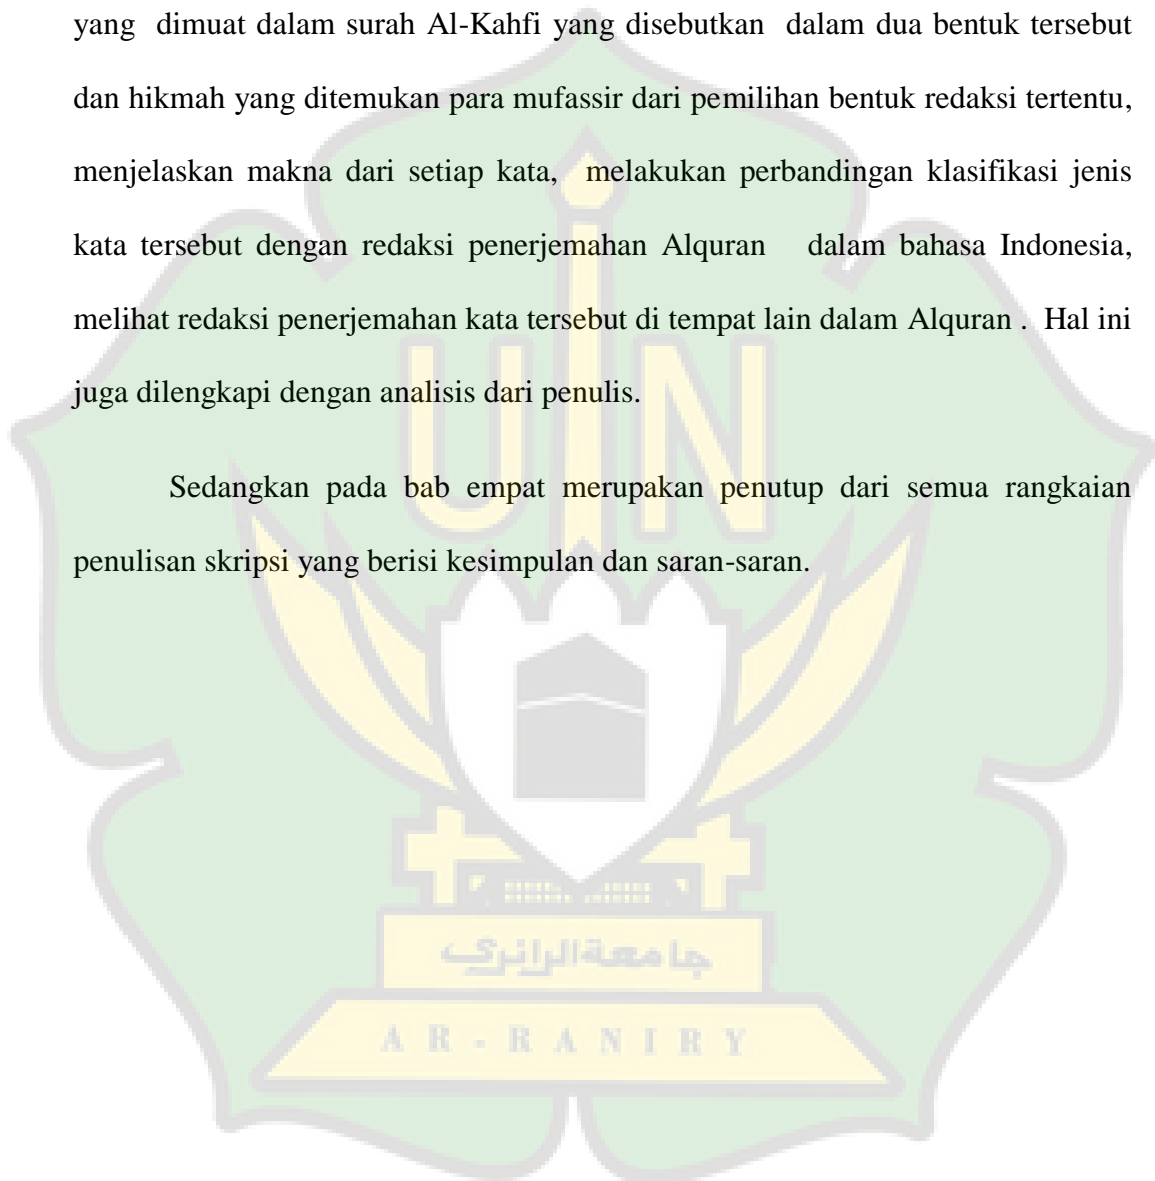 yang dimuat dalam surah Al-Kahfi yang disebutkan dalam dua bentuk tersebut
dan hikmah yang ditemukan para mufassir dari pemilihan bentuk redaksi tertentu,
menjelaskan makna dari setiap kata, melakukan perbandingan klasifikasi jenis
kata tersebut dengan redaksi penerjemahan Alquran dalam bahasa Indonesia,
melihat redaksi penerjemahan kata tersebut di tempat lain dalam Alquran . Hal ini
juga dilengkapi dengan analisis dari penulis.
Sedangkan pada bab empat merupakan penutup dari semua rangkaian
penulisan skripsi yang berisi kesimpulan dan saran-saran.
UIN
جامعةالرانري
AR-RANIRY